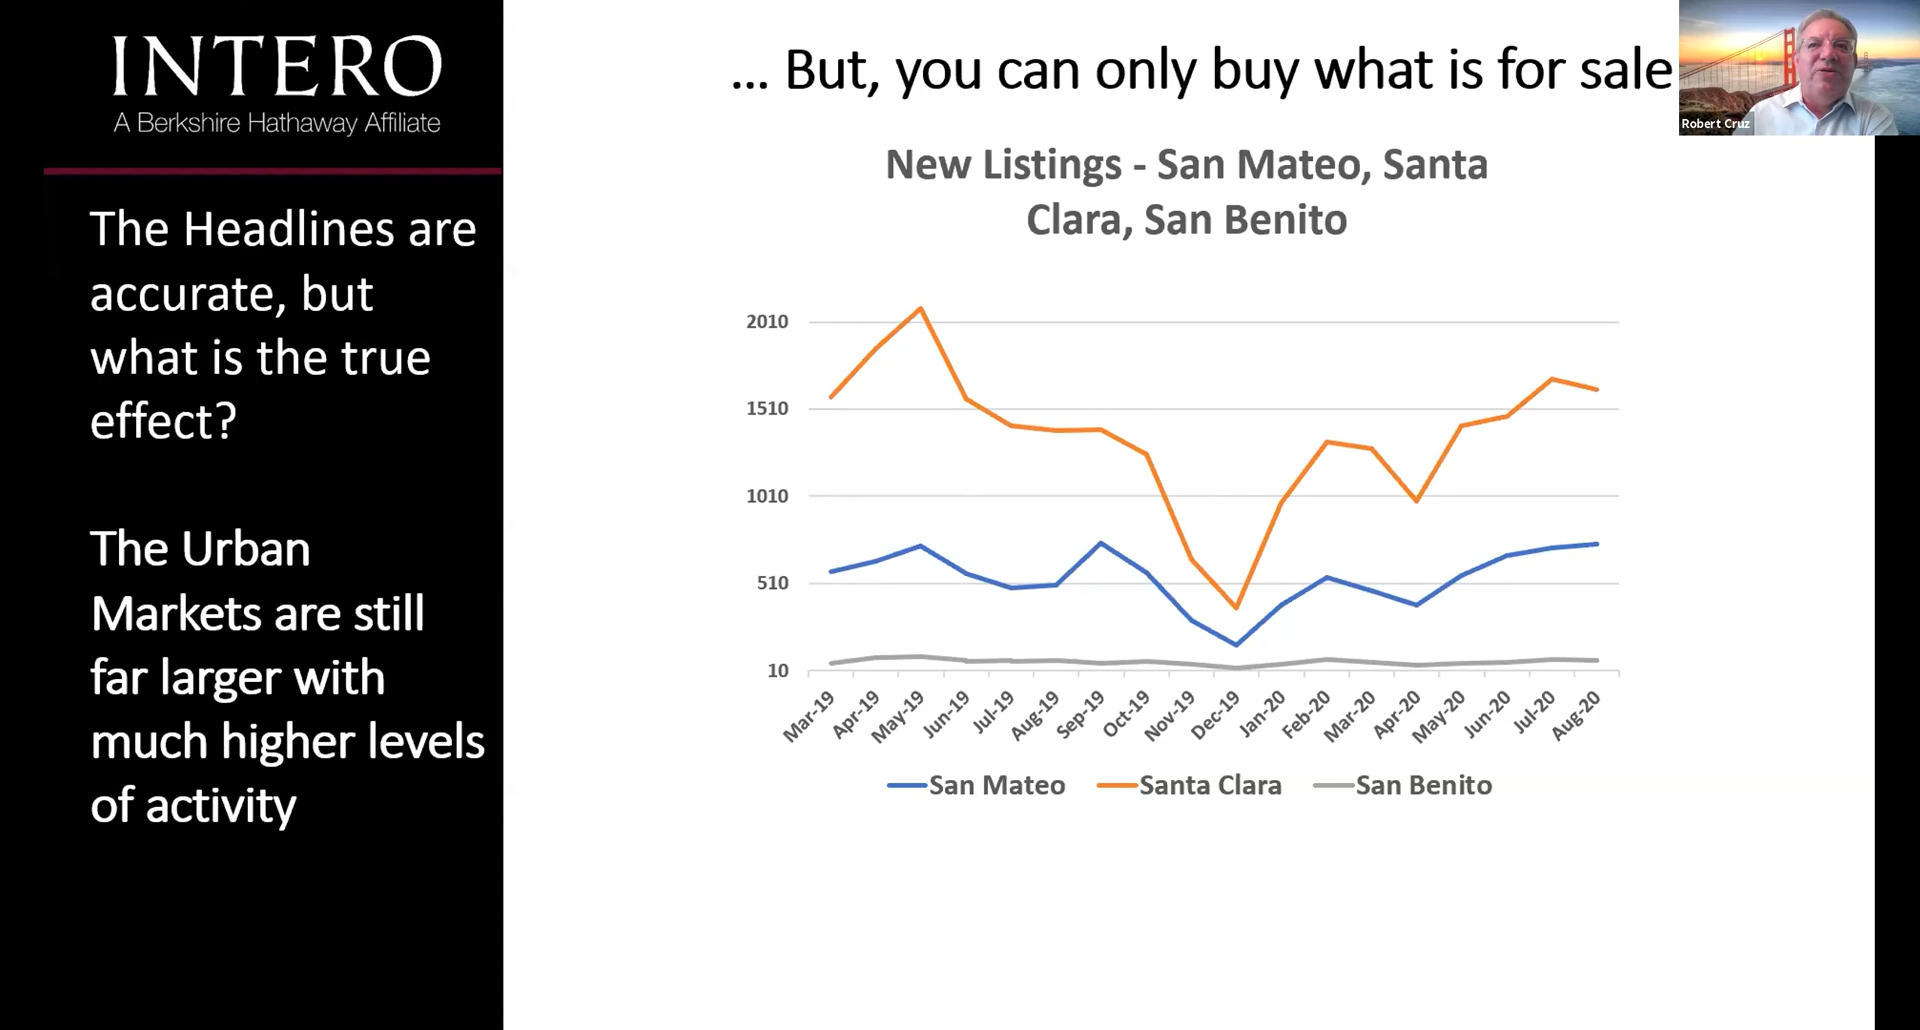 INTERO
A Berkshire Hathaway Affiliate
The Headlines are
accurate, but
what is the true
effect?
The Urban
Markets are still
far larger with
much higher levels
of activity
... But, you can only buy what is for sale
Robert Cruz
New Listings - San Mateo, Santa
Clara, San Benito
2010
1510
1010
510
10
Mar-19
Apr-19
May-19
Jun-19
Jul-19
Aug-19
Sep-19
Oct-19
Nov-19
Dec-19
Jan-20
Feb-20
Mar-20
Apr-20
May-20
Jun-20
Jul-20
Aug-20
San Mateo
Santa Clara
San Benito